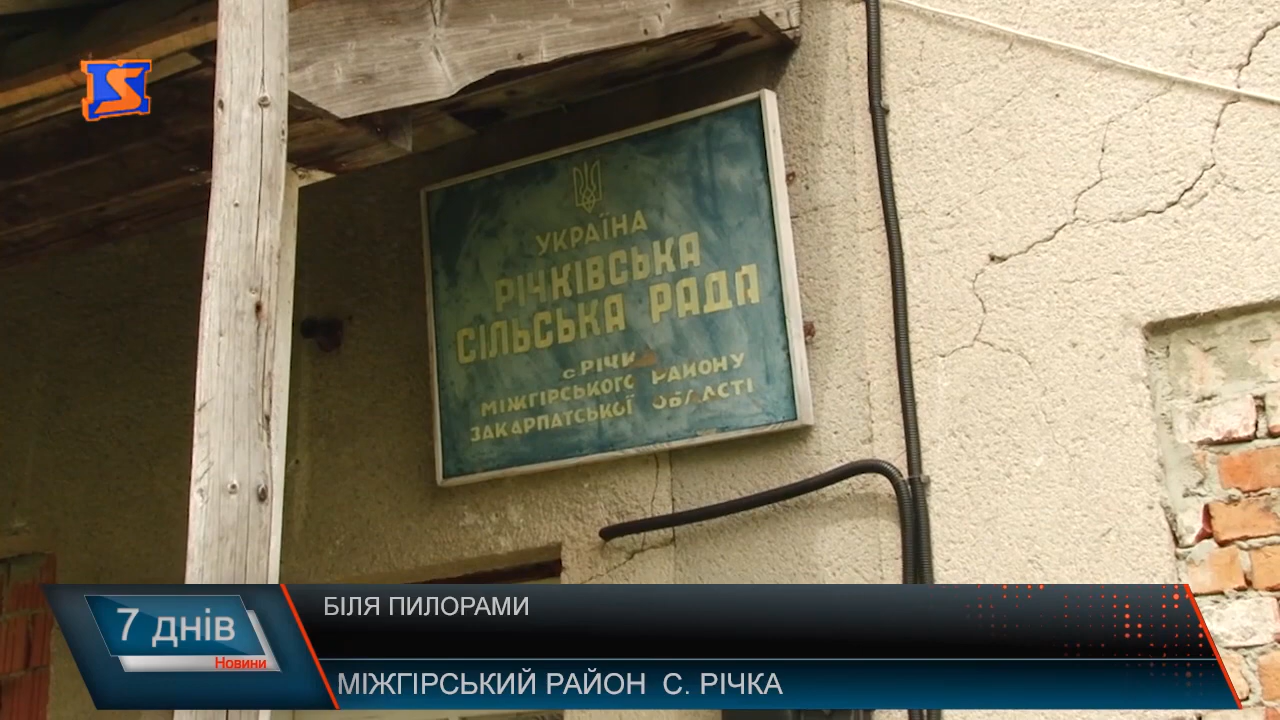 УКРАЇНА
РІЧКІВСЬКА
СІЛЬСЬКА РАДА
с. РІЧКА
МІЖГІРСЬКОГО РАЙОНУ
ЗАКАРПАТСЬКОЇ ОБЛАСТІ
7 днів
Новини
БІЛЯ ПИЛОРАМИ
МІЖГІРСЬКИЙ РАЙОН С. РІЧКА